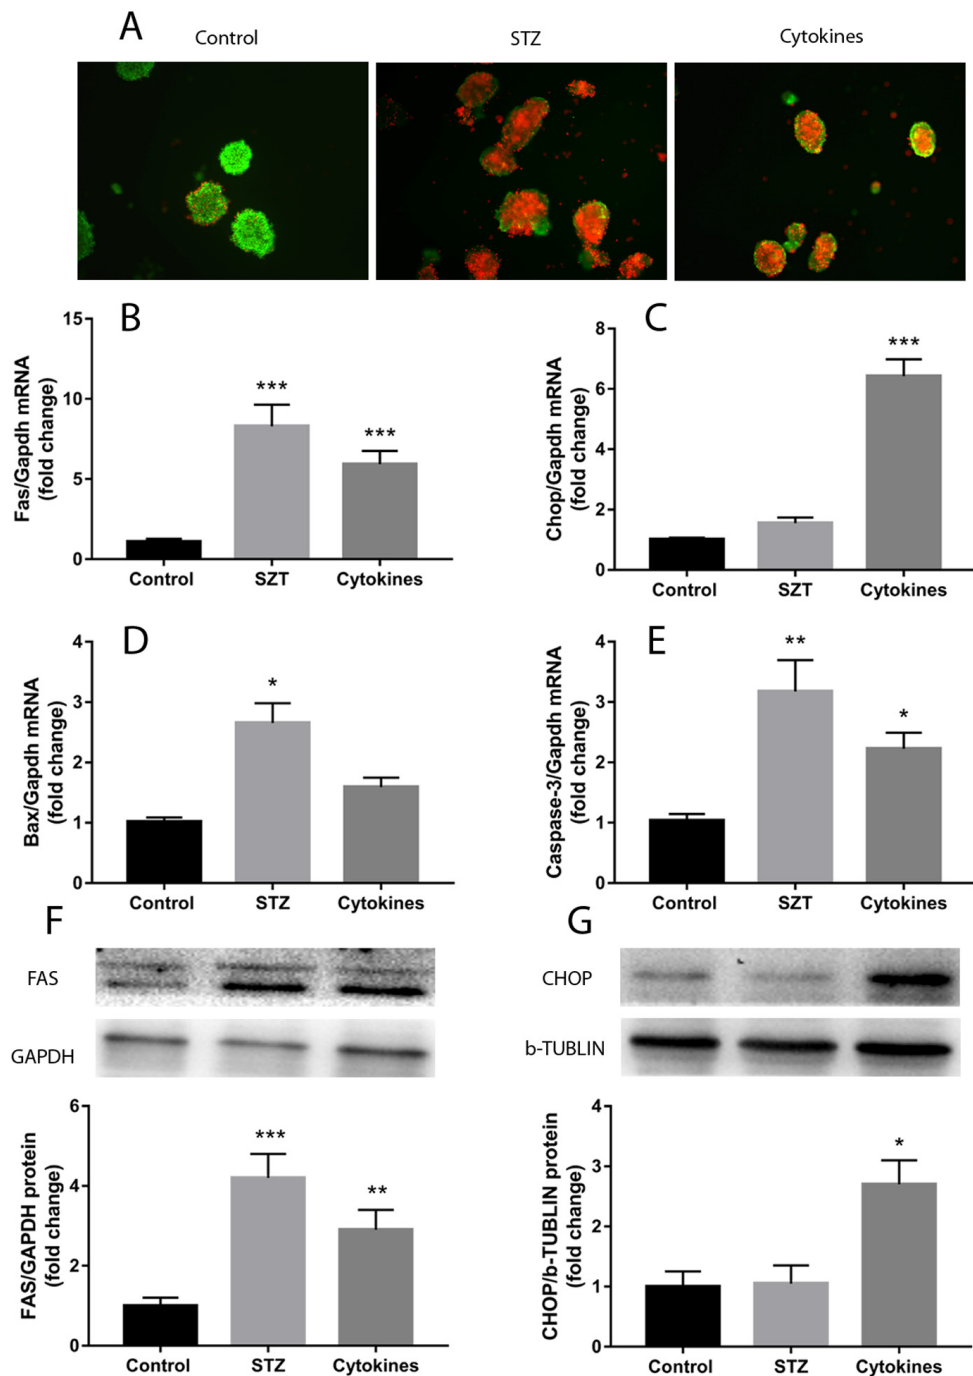 A
Control
STZ
Cytokines
B
Fas/Gapdh mRNA
(fold change)
15
10
5
0
***
***
Control
SZT
Cytokines
C
Chop/Gapdh mRNA
(fold change)
8
6
4
2
0
***
Control
SZT
Cytokines
D
Bax/Gapdh mRNA
(fold change)
4
3
2
1
0
*
Control
STZ
Cytokines
E
Caspase-3/Gapdh mRNA
(fold change)
4
3
2
1
0
**
*
Control
SZT
Cytokines
F
FAS
GAPDH
FAS/GAPDH protein
(fold change)
6
4
2
0
***
**
Control
STZ
Cytokines
G
CHOP
b-TUBLIN
CHOP/b-TUBLIN protein
(fold change)
4
3
2
1
0
*
Control
STZ
Cytokines